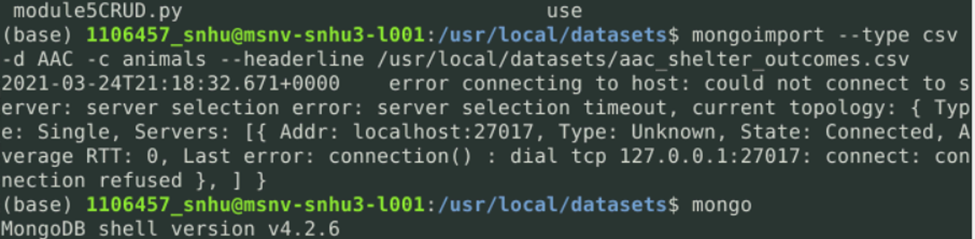 module5CRUD.py use
(base) 1106457_snhu@msnv-snhu3-l001:/usr/local/datasets$ mongoimport --type csv
-d AAC -c animals --headerline /usr/local/datasets/aac_shelter_outcomes.csv
2021-03-24T21:18:32.671+0000 error connecting to host: could not connect to s
erver: server selection error: server selection timeout, current topology: { Typ
e: Single, Servers: [{ Addr: localhost:27017, Type: Unknown, State: Connected, A
verage RTT: 0, Last error: connection() : dial tcp 127.0.0.1:27017: connect: con
nection refused }, ] }
(base) 1106457_snhu@msnv-snhu3-l001:/usr/local/datasets$ mongo
MongoDB shell version v4.2.6